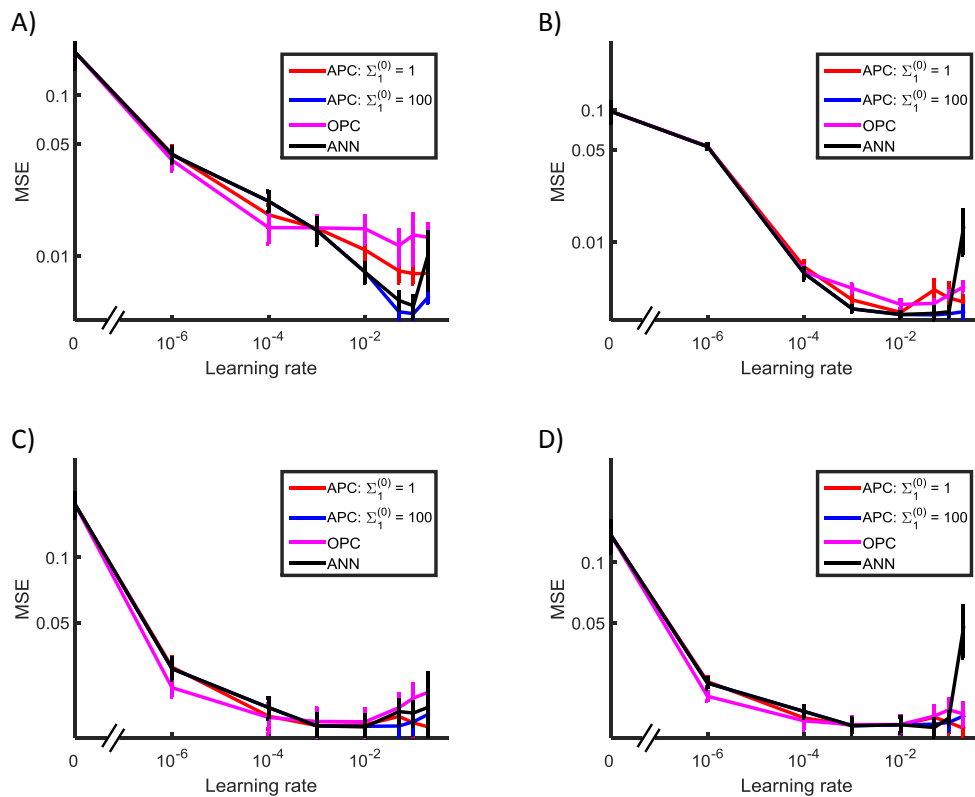 A)
MSE
0.1
0.05
0.01
APC: Σ₁⁽⁰⁾ = 1
APC: Σ₁⁽⁰⁾ = 100
OPC
ANN
0
10⁻⁶
10⁻⁴
10⁻²
Learning rate
B)
MSE
0.1
0.05
0.01
APC: Σ₁⁽⁰⁾ = 1
APC: Σ₁⁽⁰⁾ = 100
OPC
ANN
0
10⁻⁶
10⁻⁴
10⁻²
Learning rate
C)
MSE
0.1
0.05
APC: Σ₁⁽⁰⁾ = 1
APC: Σ₁⁽⁰⁾ = 100
OPC
ANN
0
10⁻⁶
10⁻⁴
10⁻²
Learning rate
D)
MSE
0.1
0.05
APC: Σ₁⁽⁰⁾ = 1
APC: Σ₁⁽⁰⁾ = 100
OPC
ANN
0
10⁻⁶
10⁻⁴
10⁻²
Learning rate